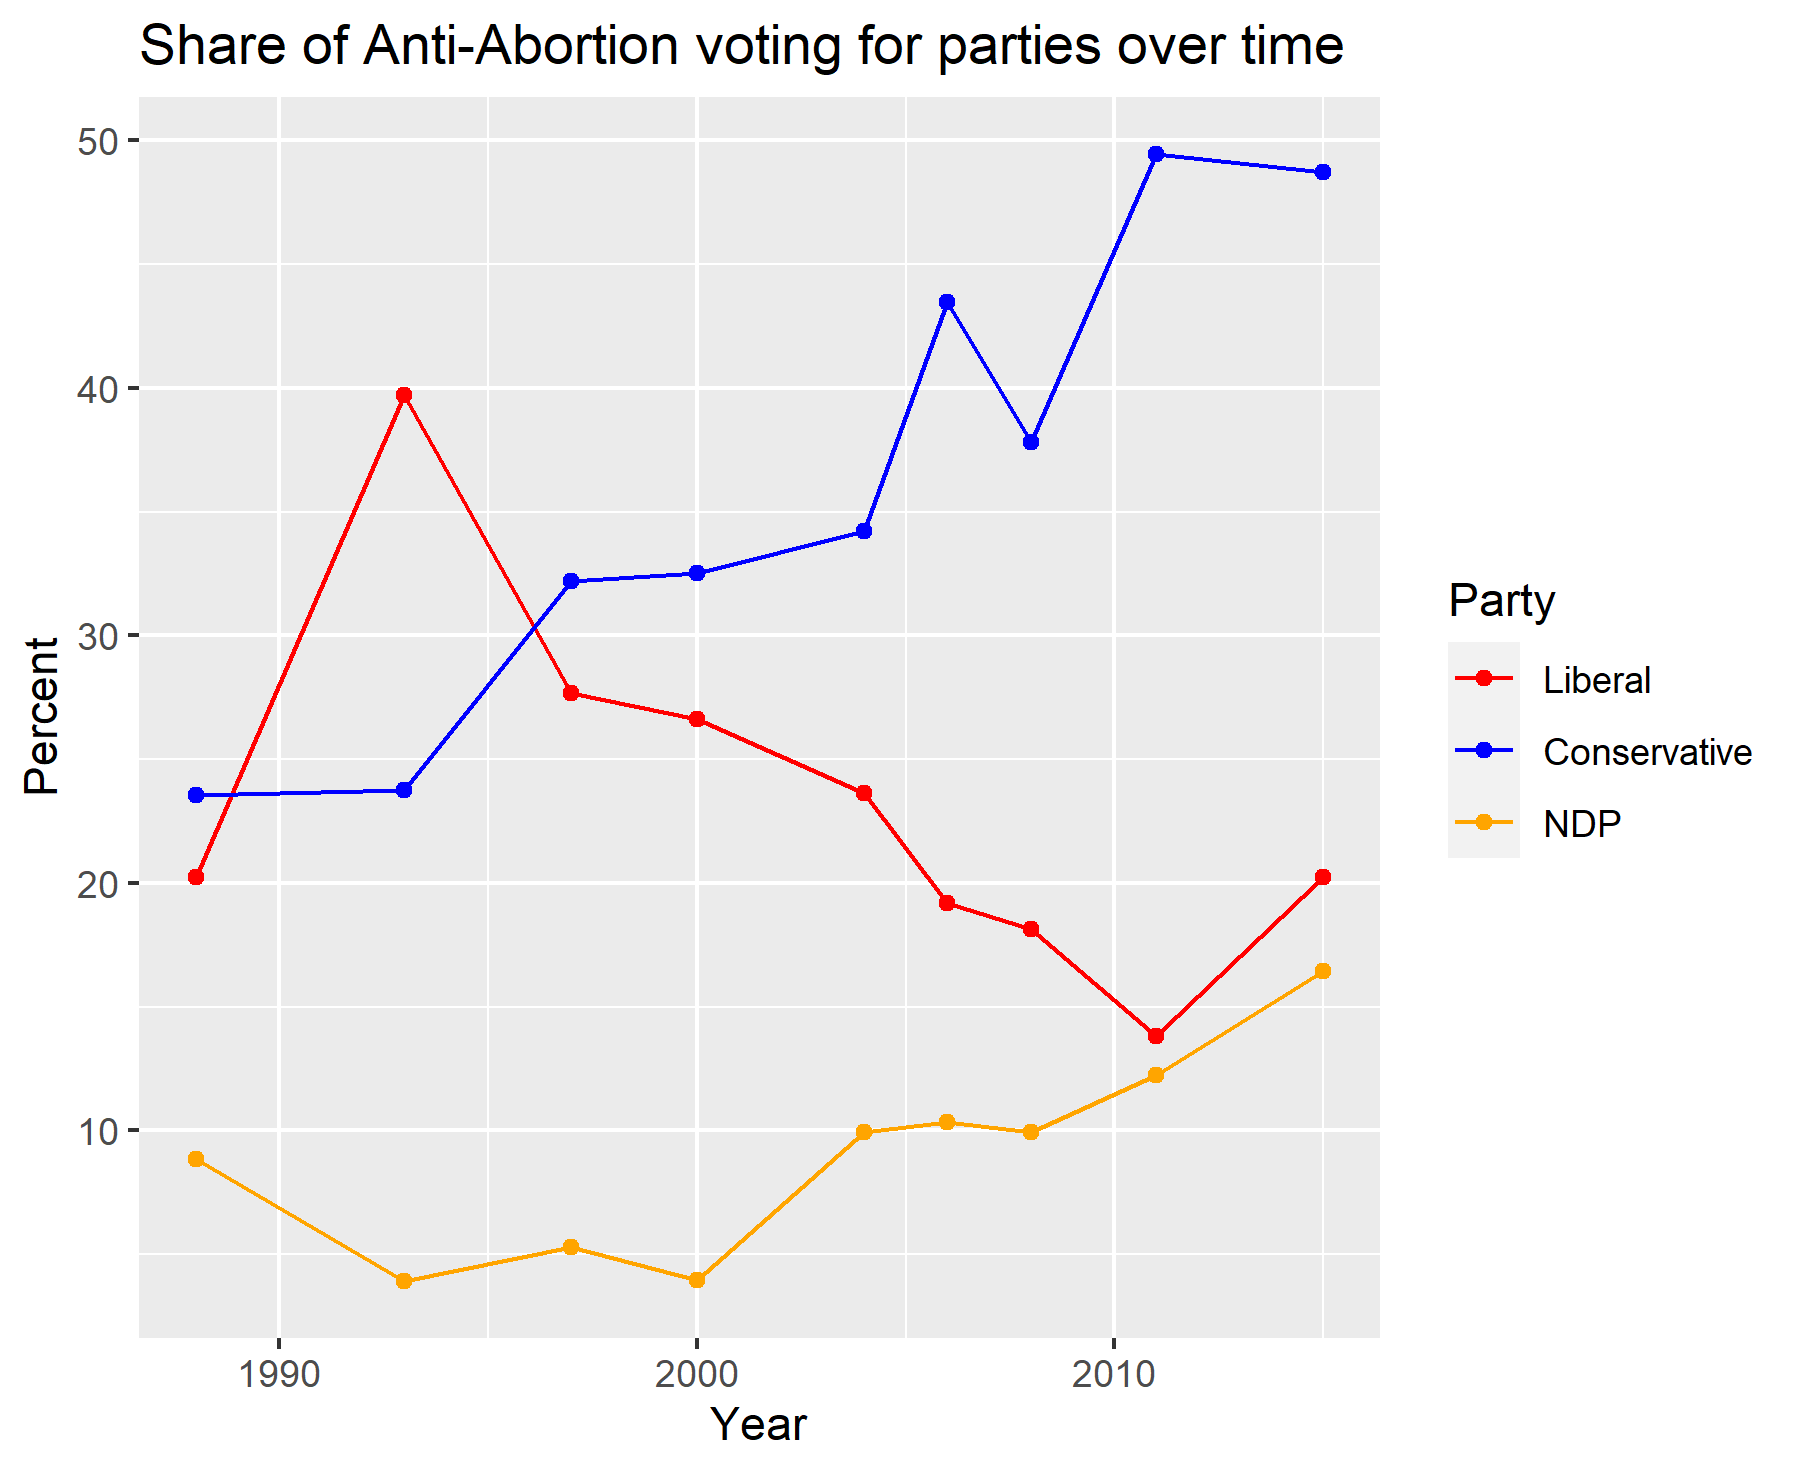 Share of Anti-Abortion voting for parties over time
50
40
30
20
10
Percent
1990
2000
2010
Year
Party
Liberal
Conservative
NDP